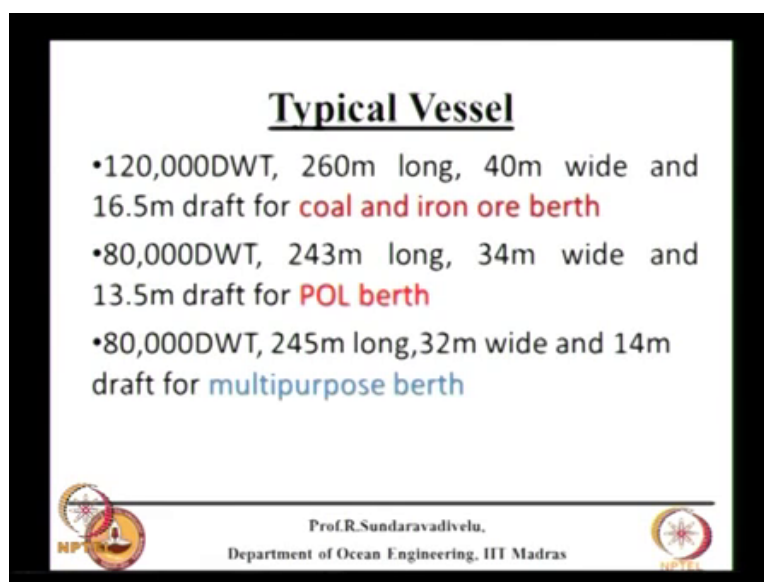 Typical Vessel
•120,000DWT, 260m long, 40m wide and
16.5m draft for coal and iron ore berth
•80,000DWT, 243m long, 34m wide and
13.5m draft for POL berth
•80,000DWT, 245m long,32m wide and 14m
draft for multipurpose berth
Prof.R.Sundaravadivelu,
Department of Ocean Engineering, IIT Madras
NPTEL
NPTEL